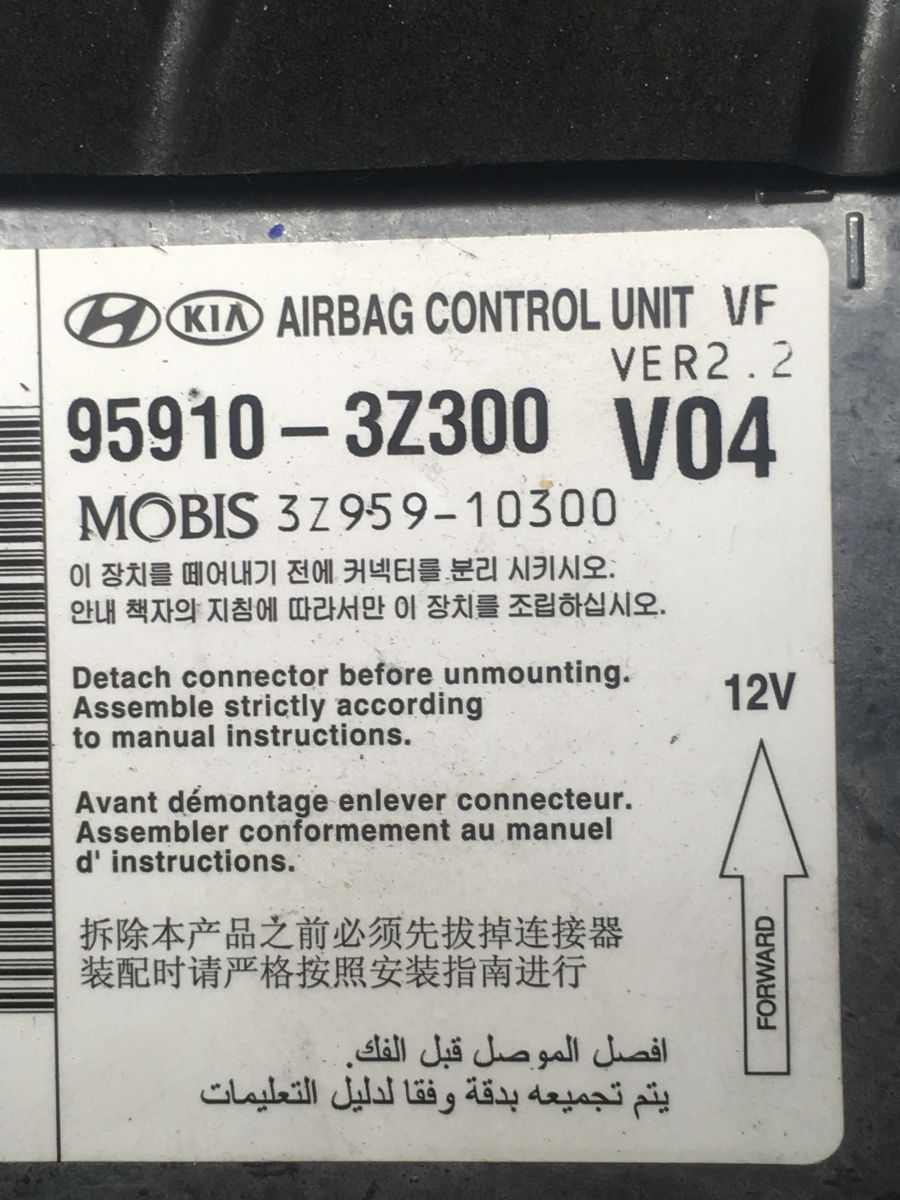 KIA AIRBAG CONTROL UNIT VF
VER2.2
95910-3Z300 V04
MOBIS 3Z959-10300
이 장치를 떼어내기 전에 커넥터를 분리 시키시오.
안내 책자의 지침에 따라서만 이 장치를 조립하십시오.
Detach connector before unmounting.
Assemble strictly according
to manual instructions.
12V
Avant démontage enlever connecteur.
Assembler conformement au manuel
d' instructions.
FORWARD
拆除本产品之前必须先拔掉连接器
装配时请严格按照安装指南进行
افصل الموصل قبل الفك.
يتم تجميعه بدقة وفقا لدليل التعليمات